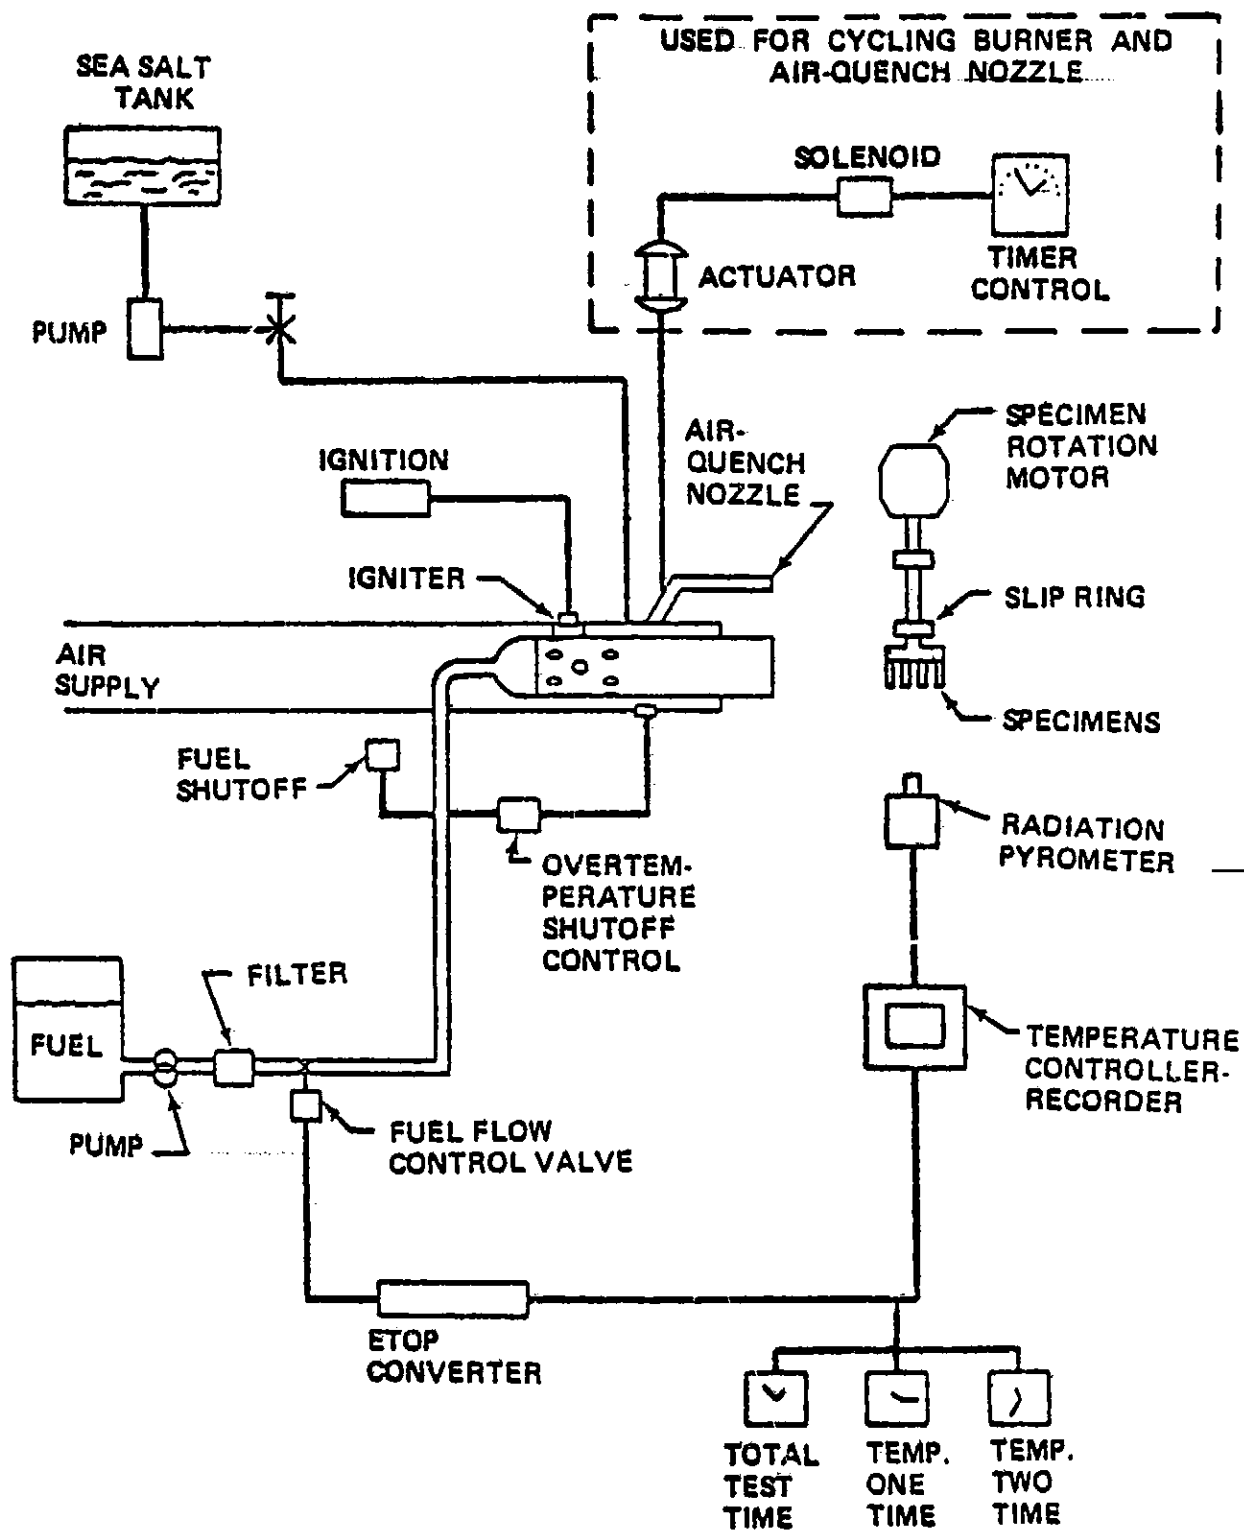 USED FOR CYCLING BURNER AND
AIR-QUENCH NOZZLE
SEA SALT
TANK
SOLENOID
TIMER
CONTROL
ACTUATOR
PUMP
SPECIMEN
ROTATION
MOTOR
AIR-
QUENCH
NOZZLE
IGNITION
IGNITER
SLIP RING
AIR
SUPPLY
SPECIMENS
FUEL
SHUTOFF
RADIATION
PYROMETER
OVERTEM-
PERATURE
SHUTOFF
CONTROL
FILTER
FUEL
TEMPERATURE
CONTROLLER-
RECORDER
PUMP
FUEL FLOW
CONTROL VALVE
ETOP
CONVERTER
TOTAL
TEST
TIME
TEMP.
ONE
TIME
TEMP.
TWO
TIME